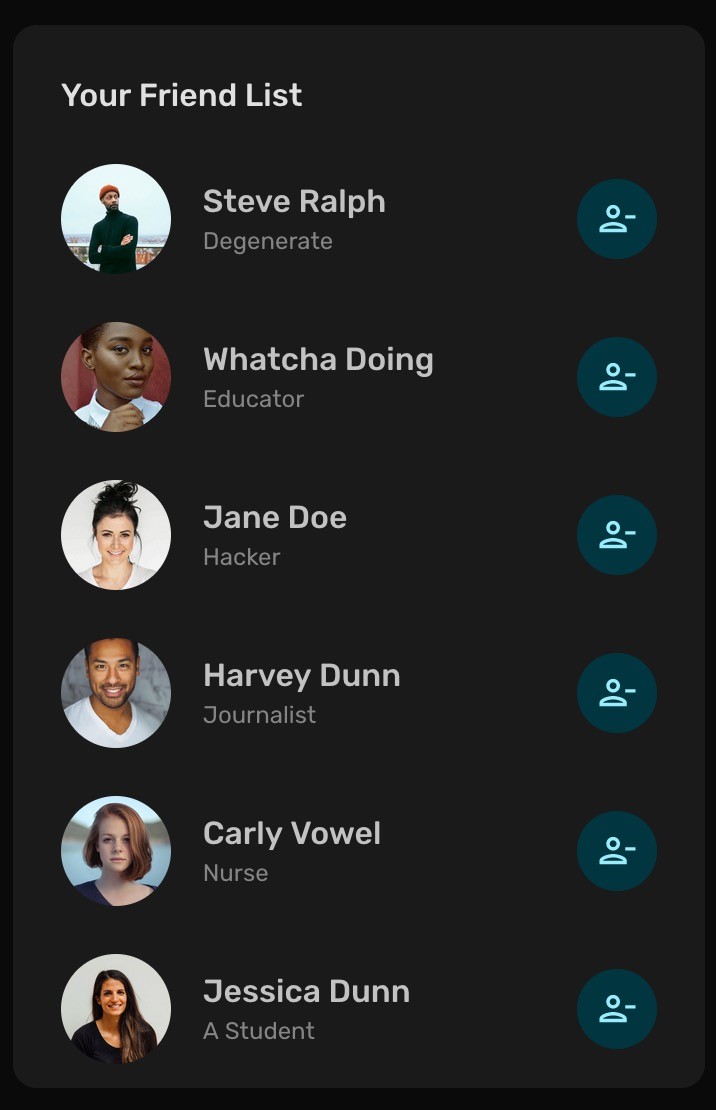 Your Friend List
Steve Ralph
Degenerate
Whatcha Doing
Educator
Jane Doe
Hacker
Harvey Dunn
Journalist
Carly Vowel
Nurse
Jessica Dunn
A Student